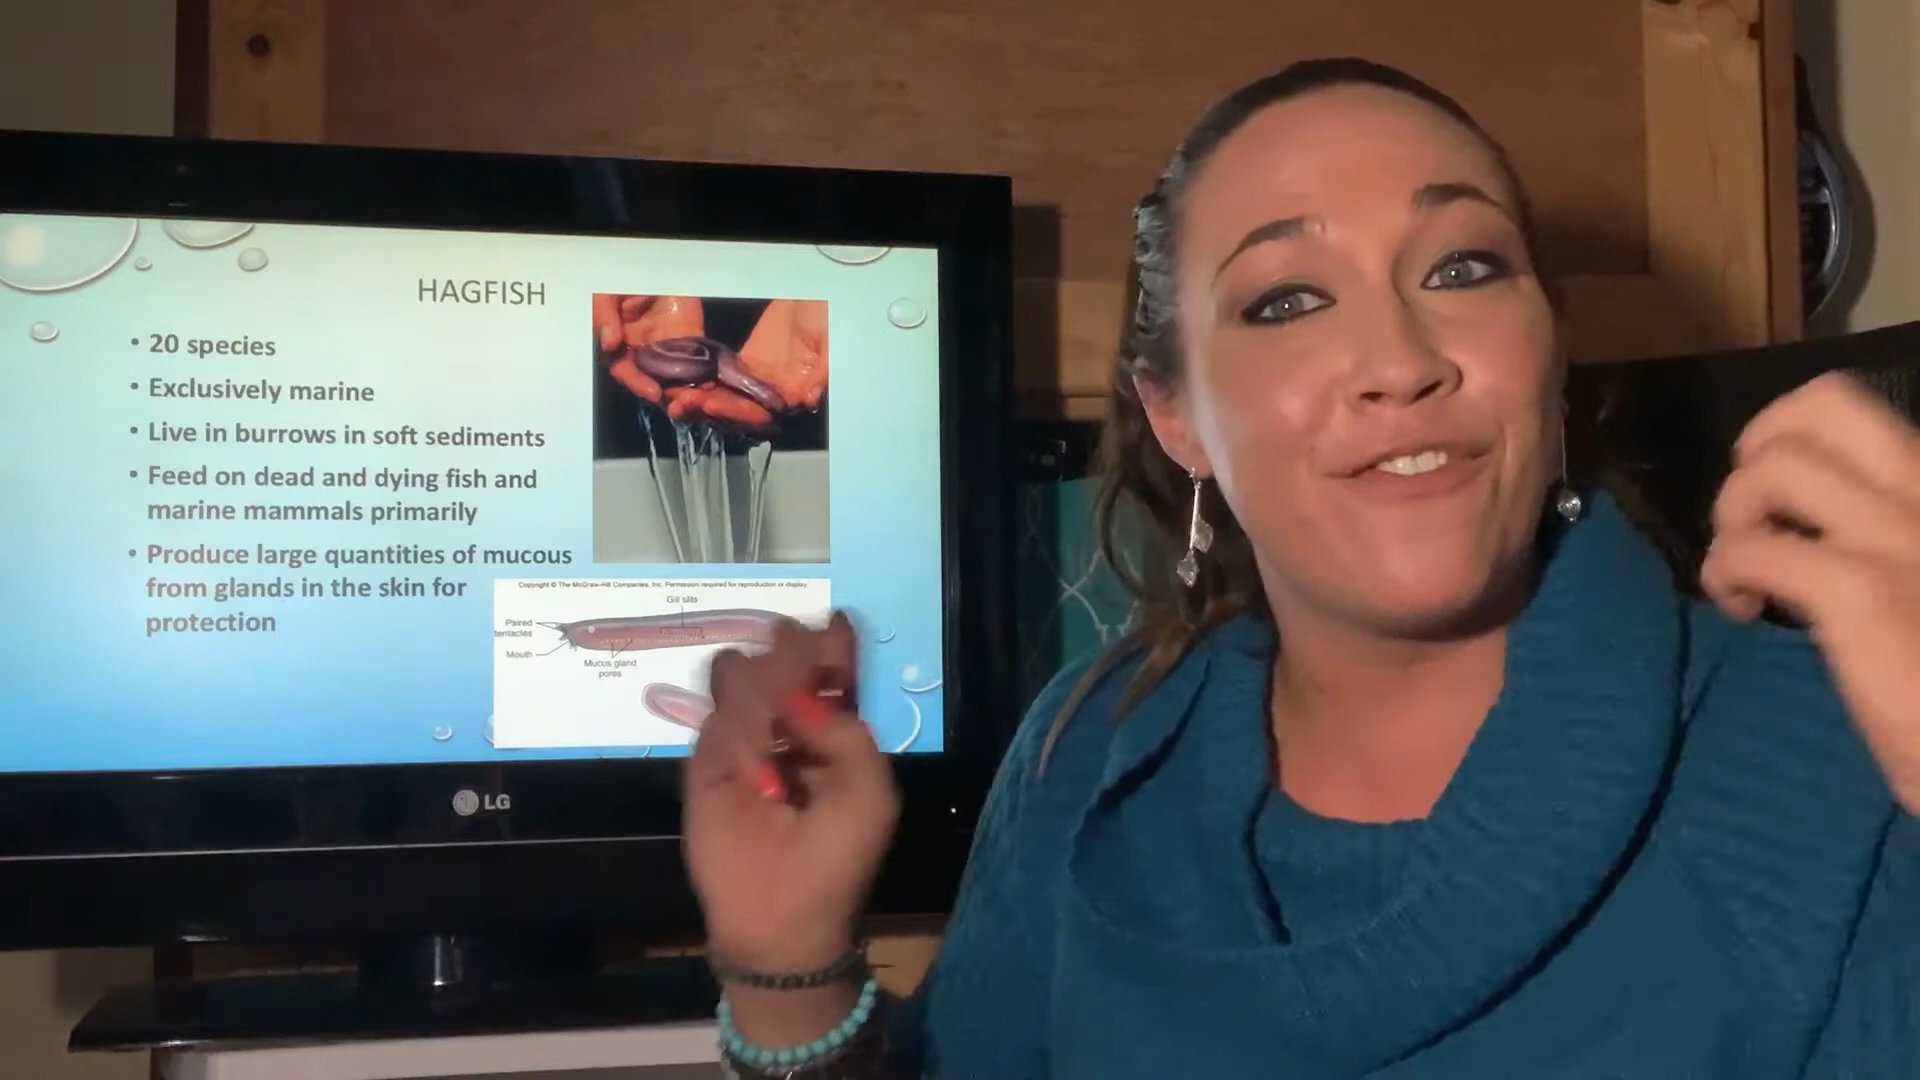 HAGFISH
• 20 species
• Exclusively marine
• Live in burrows in soft sediments
• Feed on dead and dying fish and
marine mammals primarily
• Produce large quantities of mucous
from glands in the skin for
protection
Copyright © The McGraw-Hill Companies, Inc. Permission required for reproduction or display
Gill slits
Paired
tentacles
Mouth
Mucus gland
pores
LG